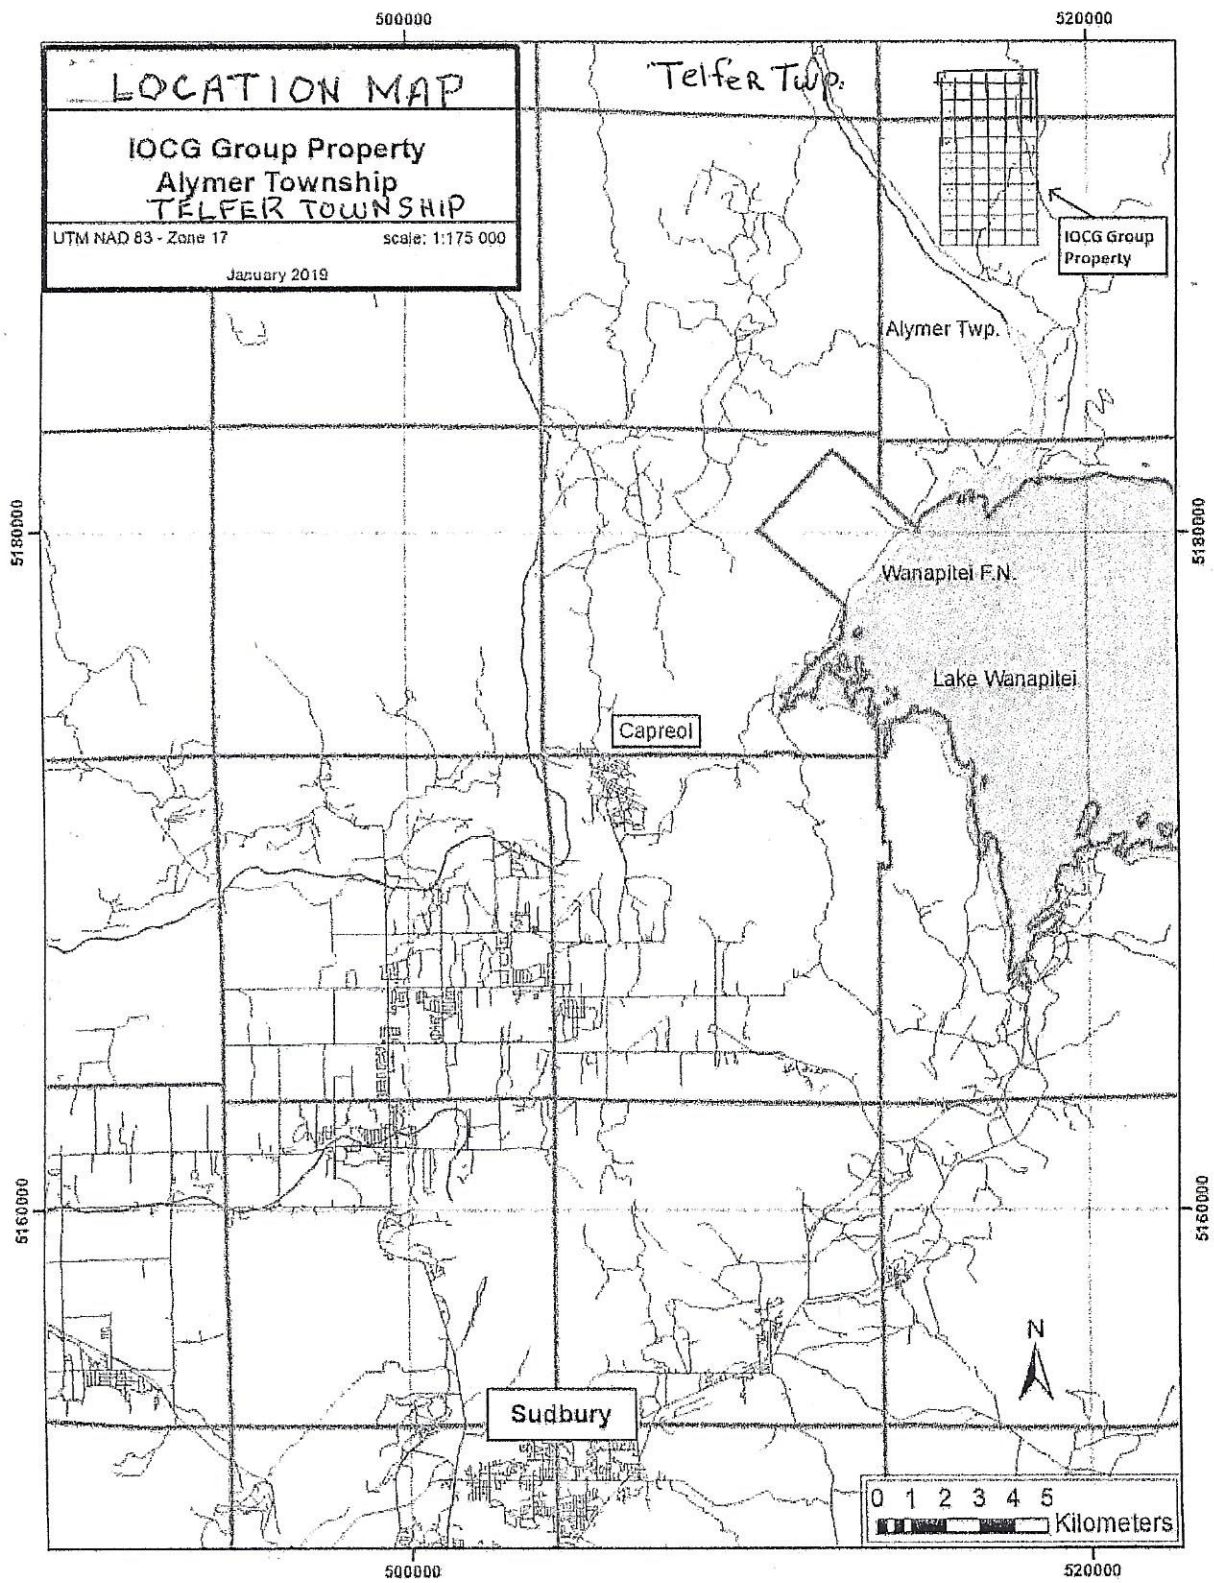 500000
520000
LOCATION MAP
IOCG Group Property
Alymer Township
TELFER TOWNSHIP
UTM NAD 83 - Zone 17
scale: 1:175 000
January 2019
Telfer Twp.
IOCG Group
Property
Alymer Twp.
5180000
5180000
Wanapitei F.N.
Lake Wanapitei
Capreol
5160000
5160000
N
Sudbury
0 1 2 3 4 5
Kilometers
500000
520000